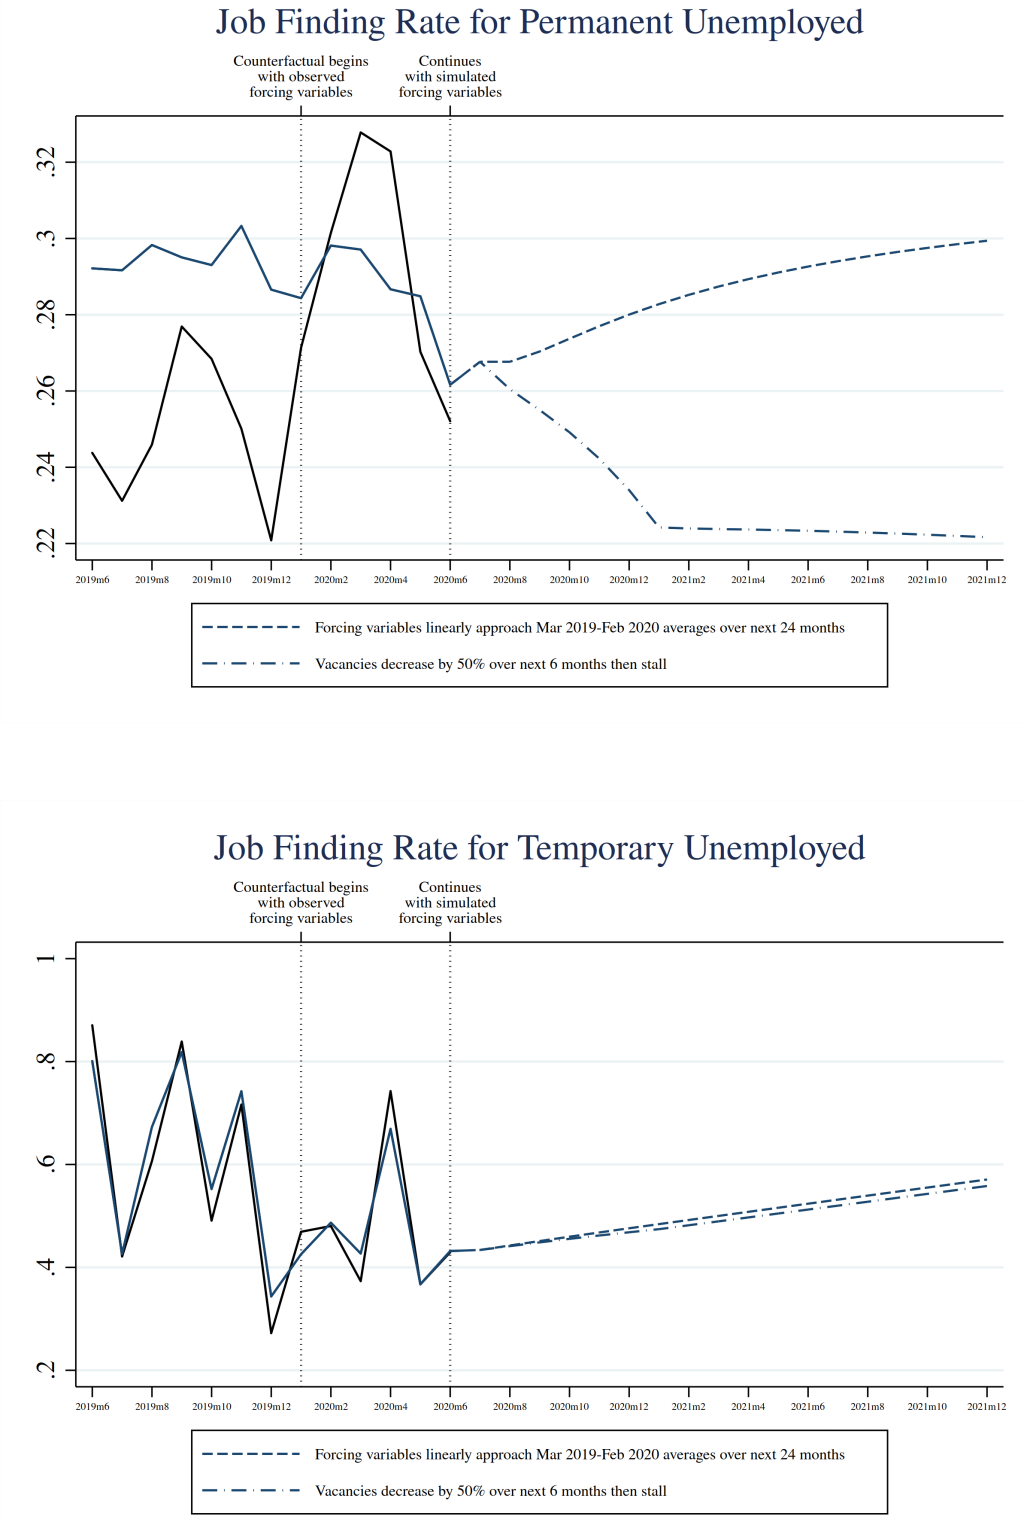 Job Finding Rate for Permanent Unemployed
Counterfactual begins
with observed
forcing variables
Continues
with simulated
forcing variables
.32
.3
.28
.26
.24
.22
2019m6 2019m8 2019m10 2019m12 2020m2 2020m4 2020m6 2020m8 2020m10 2020m12 2021m2 2021m4 2021m6 2021m8 2021m10 2021m12
Forcing variables linearly approach Mar 2019-Feb 2020 averages over next 24 months
Vacancies decrease by 50% over next 6 months then stall
Job Finding Rate for Temporary Unemployed
Counterfactual begins
with observed
forcing variables
Continues
with simulated
forcing variables
1
.8
.6
.4
.2
2019m6 2019m8 2019m10 2019m12 2020m2 2020m4 2020m6 2020m8 2020m10 2020m12 2021m2 2021m4 2021m6 2021m8 2021m10 2021m12
Forcing variables linearly approach Mar 2019-Feb 2020 averages over next 24 months
Vacancies decrease by 50% over next 6 months then stall